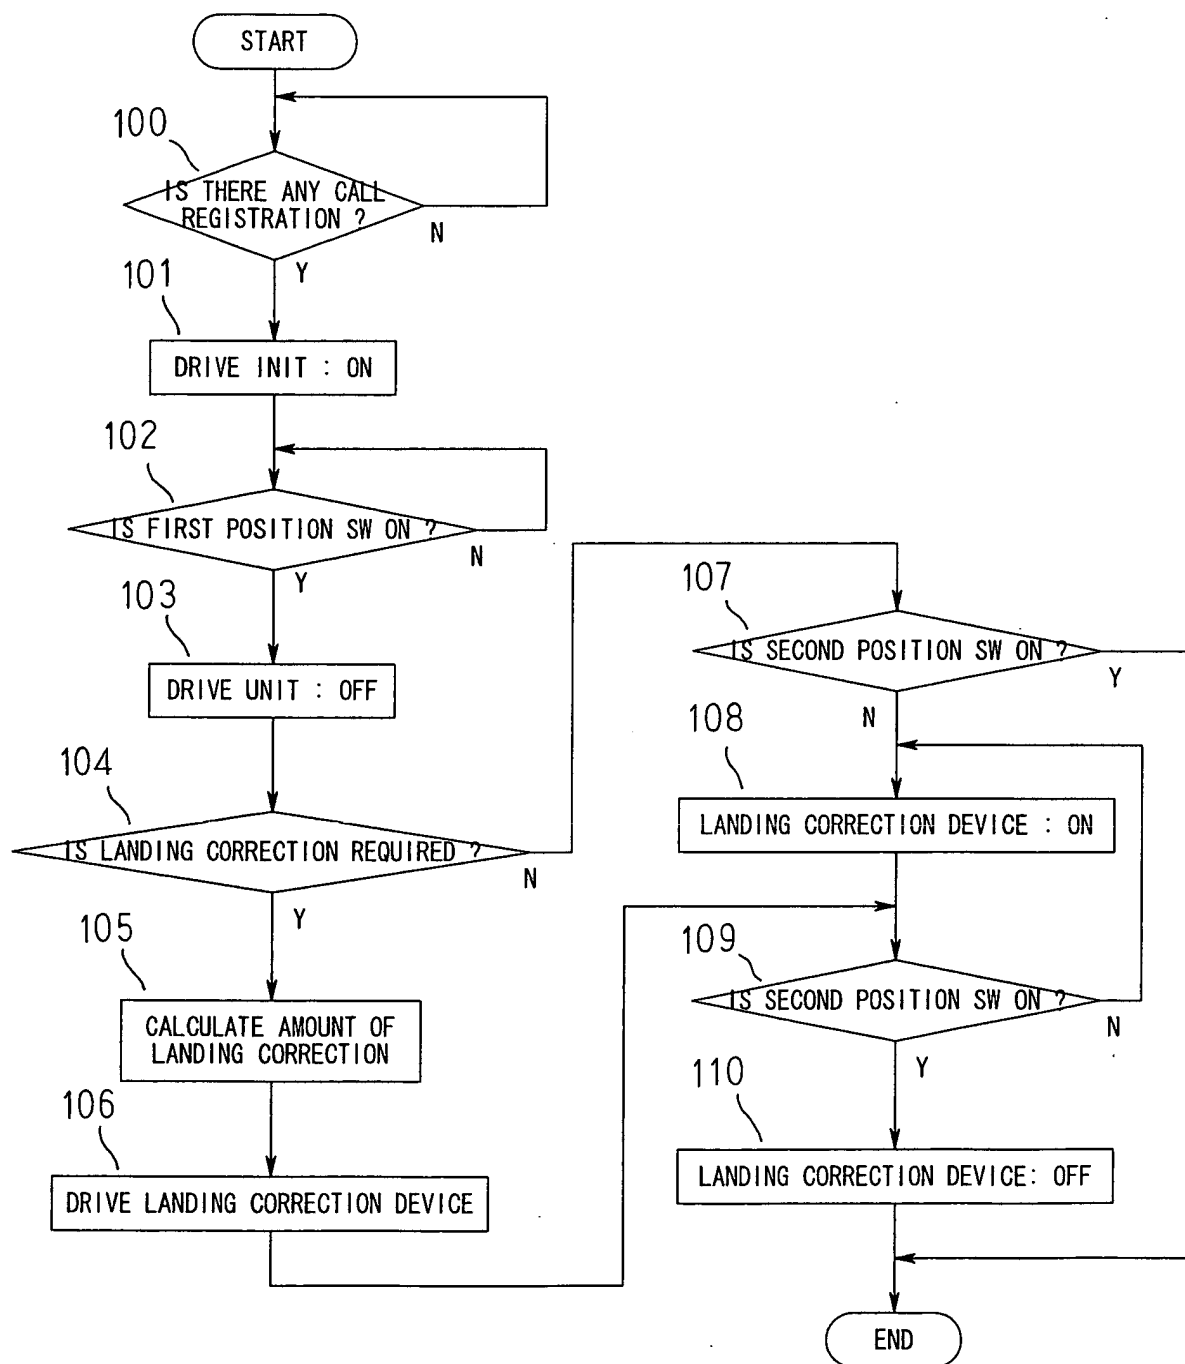 START
100
IS THERE ANY CALL
REGISTRATION ?
N
Y
101
DRIVE INIT : ON
102
IS FIRST POSITION SW ON ?
N
Y
103
DRIVE UNIT : OFF
104
IS LANDING CORRECTION REQUIRED ?
N
Y
105
CALCULATE AMOUNT OF
LANDING CORRECTION
106
DRIVE LANDING CORRECTION DEVICE
107
IS SECOND POSITION SW ON ?
Y
N
108
LANDING CORRECTION DEVICE : ON
109
IS SECOND POSITION SW ON ?
N
Y
110
LANDING CORRECTION DEVICE: OFF
END